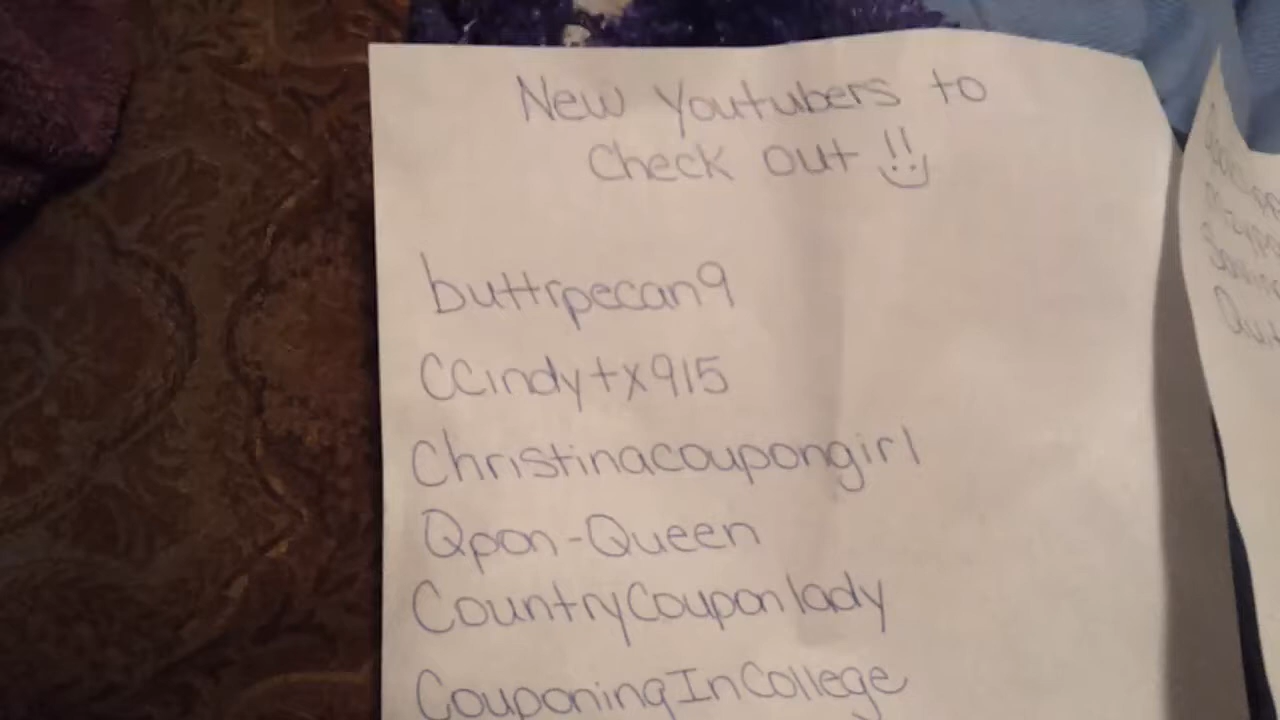 New Youtubers to
Check out !!
buttrpecan9
CCindytx915
Christinacoupongirl
Qpon-Queen
CountryCouponlady
CouponingInCollege